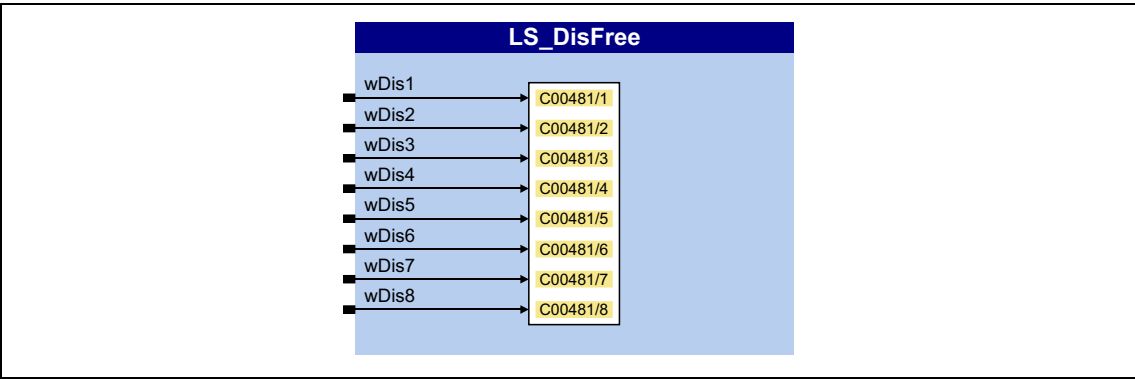 LS_DisFree
wDis1
C00481/1
wDis2
C00481/2
wDis3
C00481/3
wDis4
C00481/4
wDis5
C00481/5
wDis6
C00481/6
wDis7
C00481/7
wDis8
C00481/8